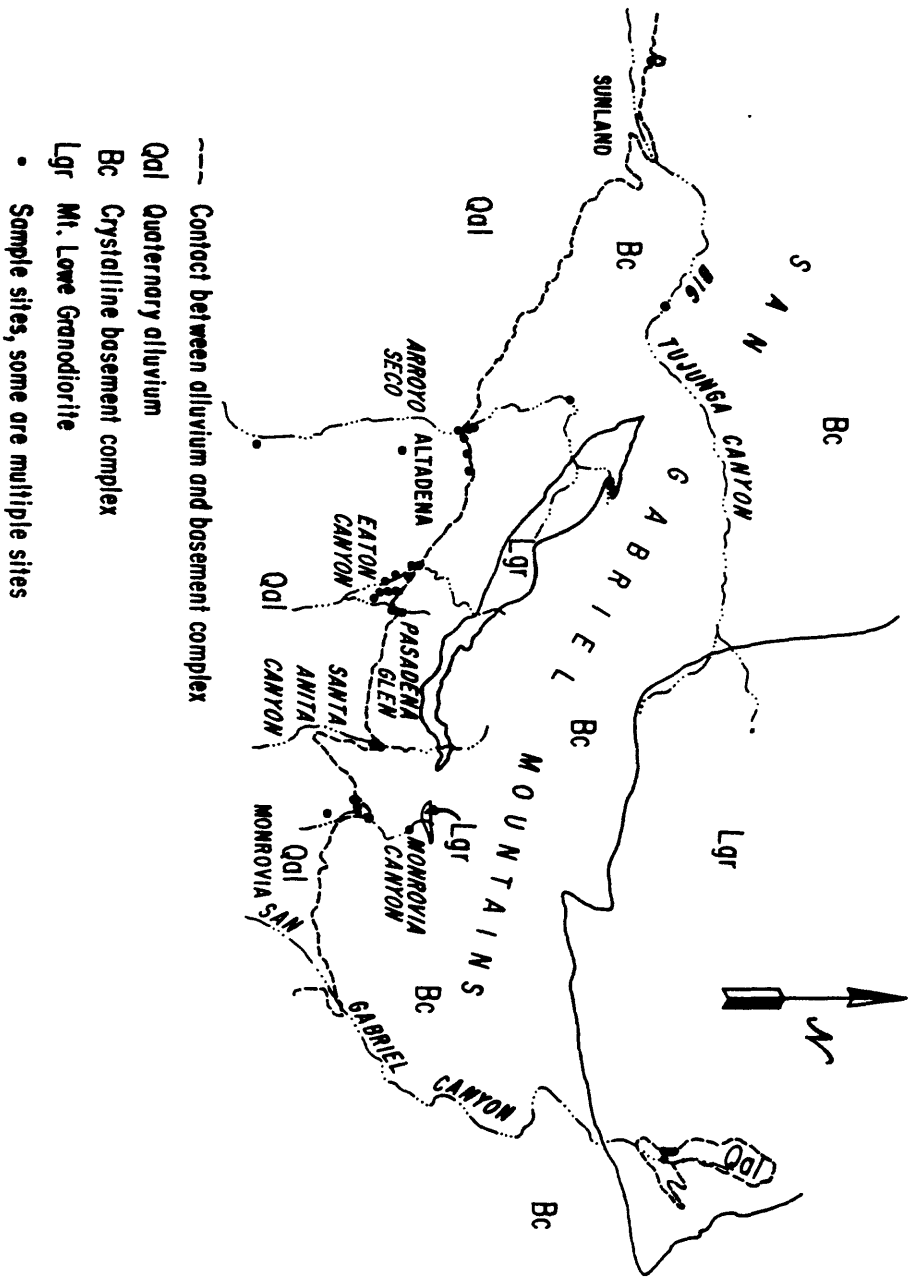 SAN
Bc
BIG
TUJUNGA
CANYON
SUNLAND
Bc
GABRIEL
Lgr
N
Qal
Bc
MOUNTAINS
Lgr
ARROYO
SECO
ALTADENA
EATON
CANYON
PASADENA
GLEN
Qal
SANTA
ANITA
CANYON
Lgr
MONROVIA
CANYON
MONROVIA
Qal
Bc
SAN
GABRIEL
CANYON
Qal
Bc
--- Contact between alluvium and basement complex
Qal Quaternary alluvium
Bc Crystalline basement complex
Lgr Mt. Lowe Granodiorite
• Sample sites, some are multiple sites